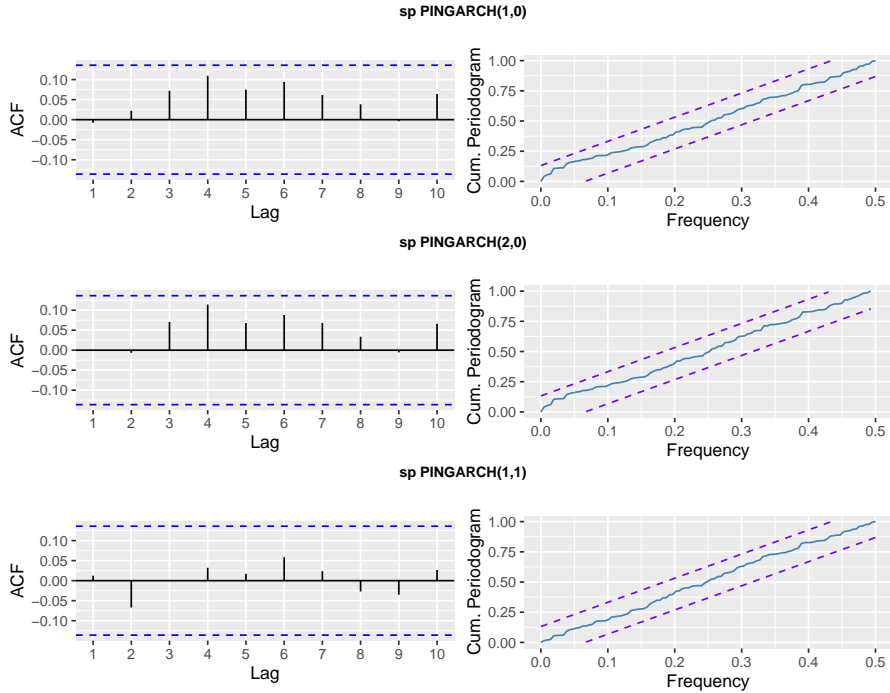 sp PINGARCH(1,0)
ACF
0.10
0.05
0.00
−0.05
−0.10
1 2 3 4 5 6 7 8 9 10
Lag
Cum. Periodogram
1.00
0.75
0.50
0.25
0.00
0.0 0.1 0.2 0.3 0.4 0.5
Frequency
sp PINGARCH(2,0)
ACF
0.10
0.05
0.00
−0.05
−0.10
1 2 3 4 5 6 7 8 9 10
Lag
Cum. Periodogram
1.00
0.75
0.50
0.25
0.00
0.0 0.1 0.2 0.3 0.4 0.5
Frequency
sp PINGARCH(1,1)
ACF
0.10
0.05
0.00
−0.05
−0.10
1 2 3 4 5 6 7 8 9 10
Lag
Cum. Periodogram
1.00
0.75
0.50
0.25
0.00
0.0 0.1 0.2 0.3 0.4 0.5
Frequency